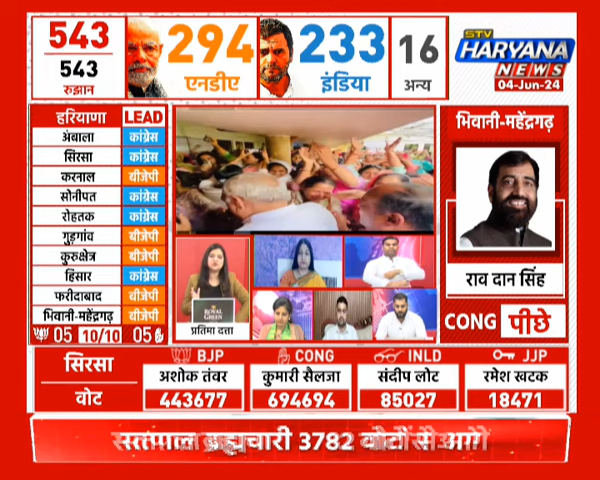 543
543
रुझान
294
एनडीए
233
इंडिया
16
अन्य
STV
HARYANA
NEWS
04-Jun-24
हरियाणा LEAD
अंबाला कांग्रेस
सिरसा कांग्रेस
करनाल बीजेपी
सोनीपत कांग्रेस
रोहतक कांग्रेस
गुड़गांव बीजेपी
कुरुक्षेत्र बीजेपी
हिसार कांग्रेस
फरीदाबाद बीजेपी
भिवानी-महेंद्रगढ़ बीजेपी
05 10/10 05
ROYAL GREEN
प्रतिमा दत्ता
भिवानी-महेंद्रगढ़
राव दान सिंह
CONG पीछे
सिरसा BJP CONG INLD JJP
अशोक तंवर कुमारी सैलजा संदीप लोट रमेश खटक
वोट 443677 694694 85027 18471
सतपाल ब्रह्मचारी 3782 वोटों से आगे